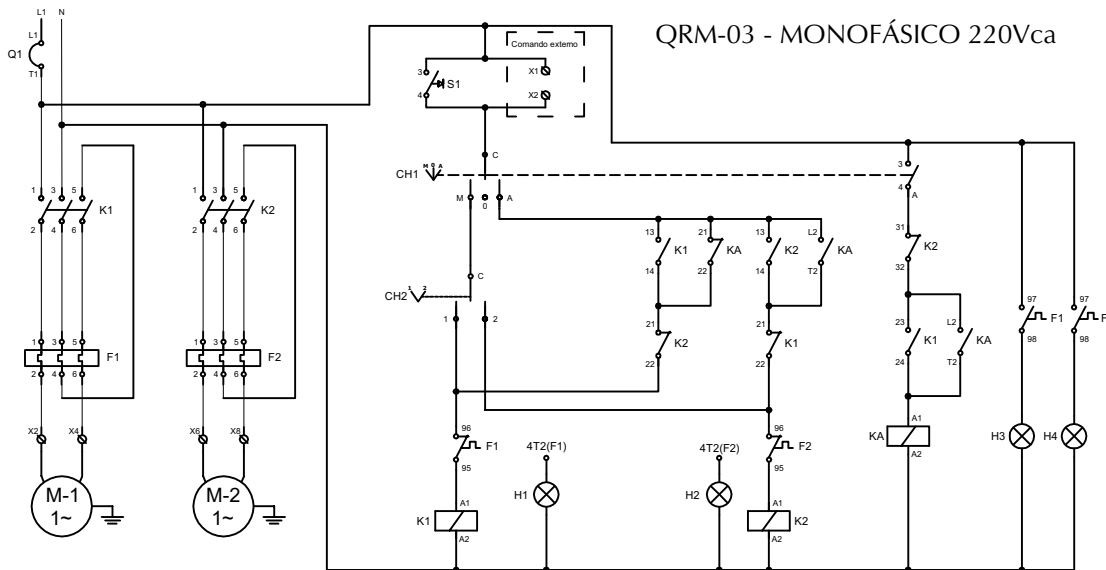 QRM-03 - MONOFÁSICO 220Vca
L1 N
L1
Q1
T1
Comando externo
3 X1
S1
4 X2
C
M 0 A
CH1
M 0 A
3
4
A
1 3 5
K1
2 4 6
1 3 5
K2
2 4 6
13 K1 14
21 KA 22
13 K2 14
L2 KA T2
31 K2 32
C
1 2
CH2
1 2
21 K2 22
21 K1 22
23 K1 24
L2 KA T2
97 F1 98
97 F 98
1 3 5
F1
2 4 6
1 3 5
F2
2 4 6
X2 X4
X6 X8
M-1
1~
M-2
1~
96 F1 95
4T2(F1)
H1
4T2(F2)
H2
96 F2 95
A1
K1
A2
A1
K2
A2
A1
KA
A2
H3
H4